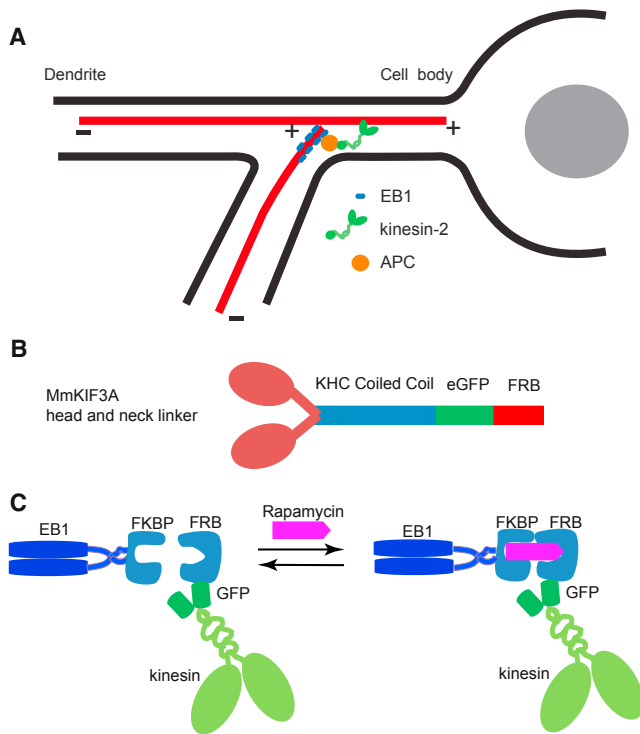 A
Dendrite Cell body
+ +
− −
EB1
kinesin-2
APC
B
KHC Coiled Coil eGFP FRB
MmKIF3A
head and neck linker
C
Rapamycin
EB1 FKBP FRB EB1 FKBP FRB
GFP GFP
kinesin kinesin